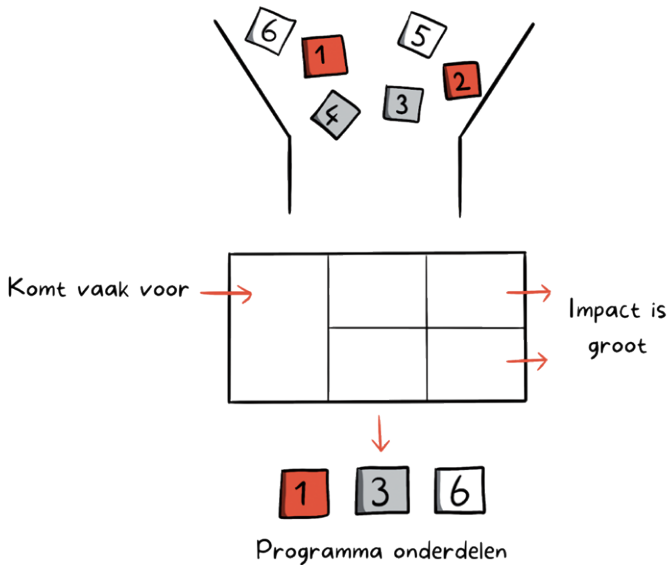 6 1 5 2
4 3
Komt vaak voor
Impact is
groot
1 3 6
Programma onderdelen